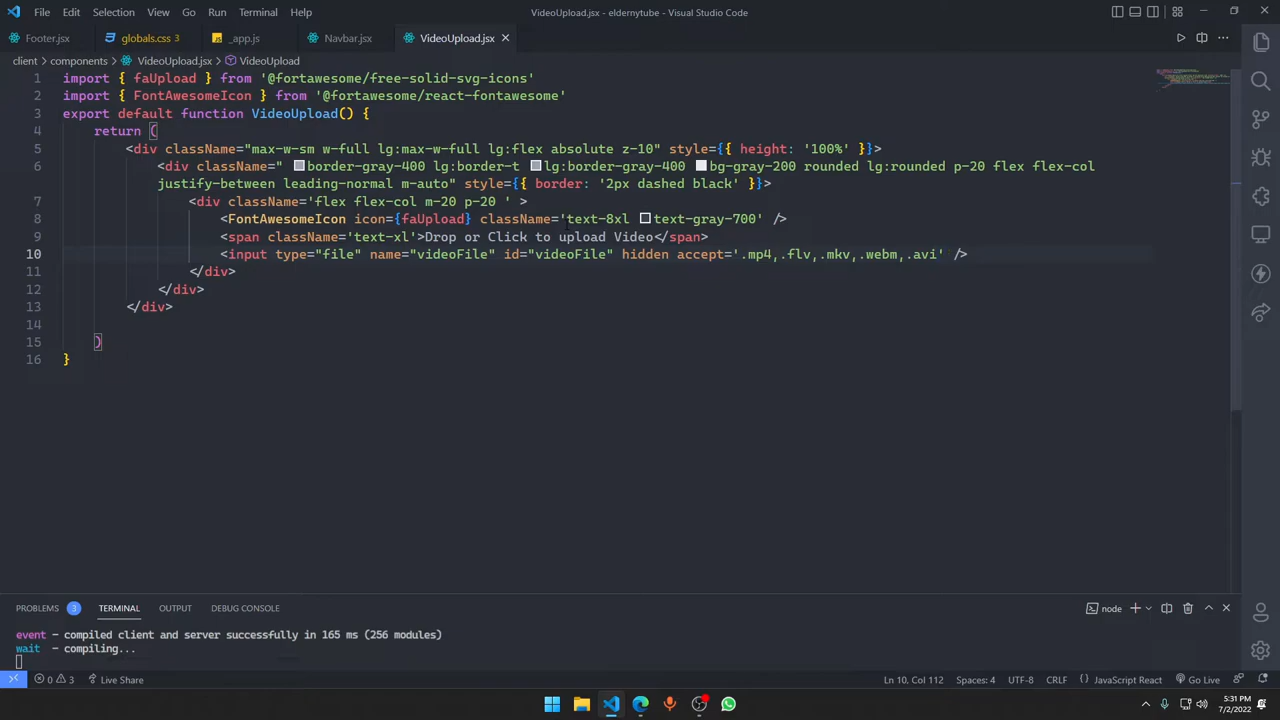 File Edit Selection View Go Run Terminal Help VideoUpload.jsx - eldernytube - Visual Studio Code
Footer.jsx globals.css 3 _app.js Navbar.jsx VideoUpload.jsx
client > components > VideoUpload.jsx > VideoUpload
1 import { faUpload } from '@fortawesome/free-solid-svg-icons'
2 import { FontAwesomeIcon } from '@fortawesome/react-fontawesome'
3 export default function VideoUpload() {
4 return (
5 <div className="max-w-sm w-full lg:max-w-full lg:flex absolute z-10" style={{ height: '100%' }}>
6 <div className=" border-gray-400 lg:border-t lg:border-gray-400 bg-gray-200 rounded lg:rounded p-20 flex flex-col
justify-between leading-normal m-auto" style={{ border: '2px dashed black' }}>
7 <div className='flex flex-col m-20 p-20 ' >
8 <FontAwesomeIcon icon={faUpload} className='text-8xl text-gray-700' />
9 <span className='text-xl'>Drop or Click to upload Video</span>
10 <input type="file" name="videoFile" id="videoFile" hidden accept='.mp4,.flv,.mkv,.webm,.avi' />
11 </div>
12 </div>
13 </div>
14
15 )
16 }
PROBLEMS 3 TERMINAL OUTPUT DEBUG CONSOLE node
event - compiled client and server successfully in 165 ms (256 modules)
wait - compiling...
0 3 Live Share Ln 10, Col 112 Spaces: 4 UTF-8 CRLF { } JavaScript React Go Live
5:31 PM
7/2/2022